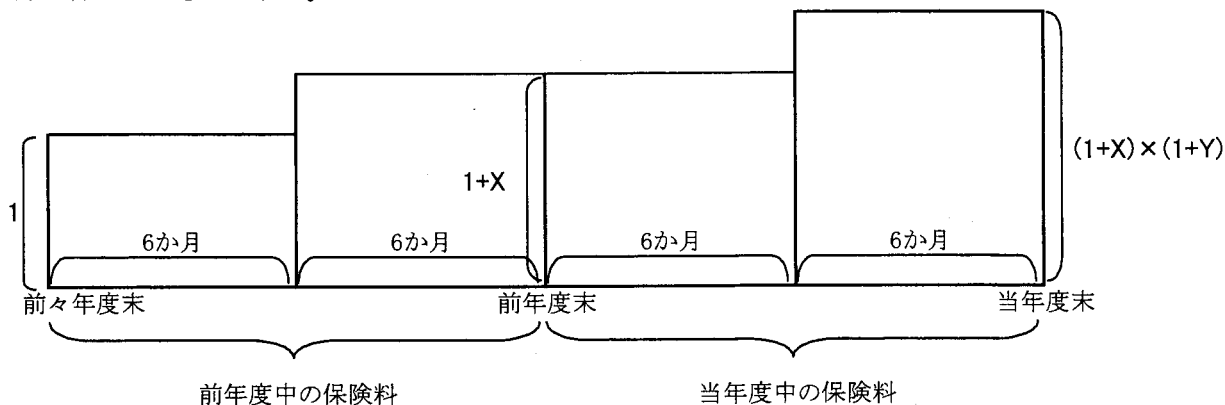 (1+X)×(1+Y)
1+X
1
6か月 6か月 6か月 6か月
前々年度末 前年度末 当年度末
前年度中の保険料 当年度中の保険料